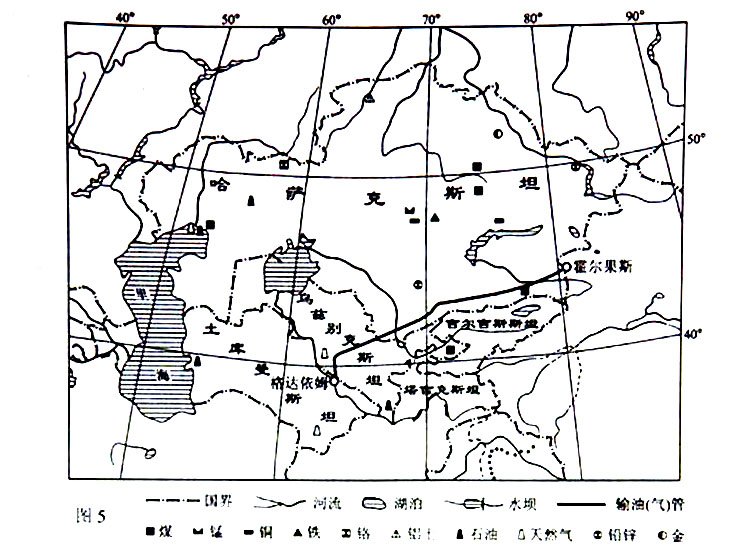 40° 50° 60° 70° 80° 90°
50°
哈萨克斯坦
霍尔果斯
里海
乌兹别克斯坦
吉尔吉斯斯坦
土库曼斯坦
40°
格达依姆
塔吉克斯坦
图5
国界 河流 湖泊 水坝 输油(气)管
煤 锰 铜 铁 铬 铝土 石油 天然气 铅锌 金